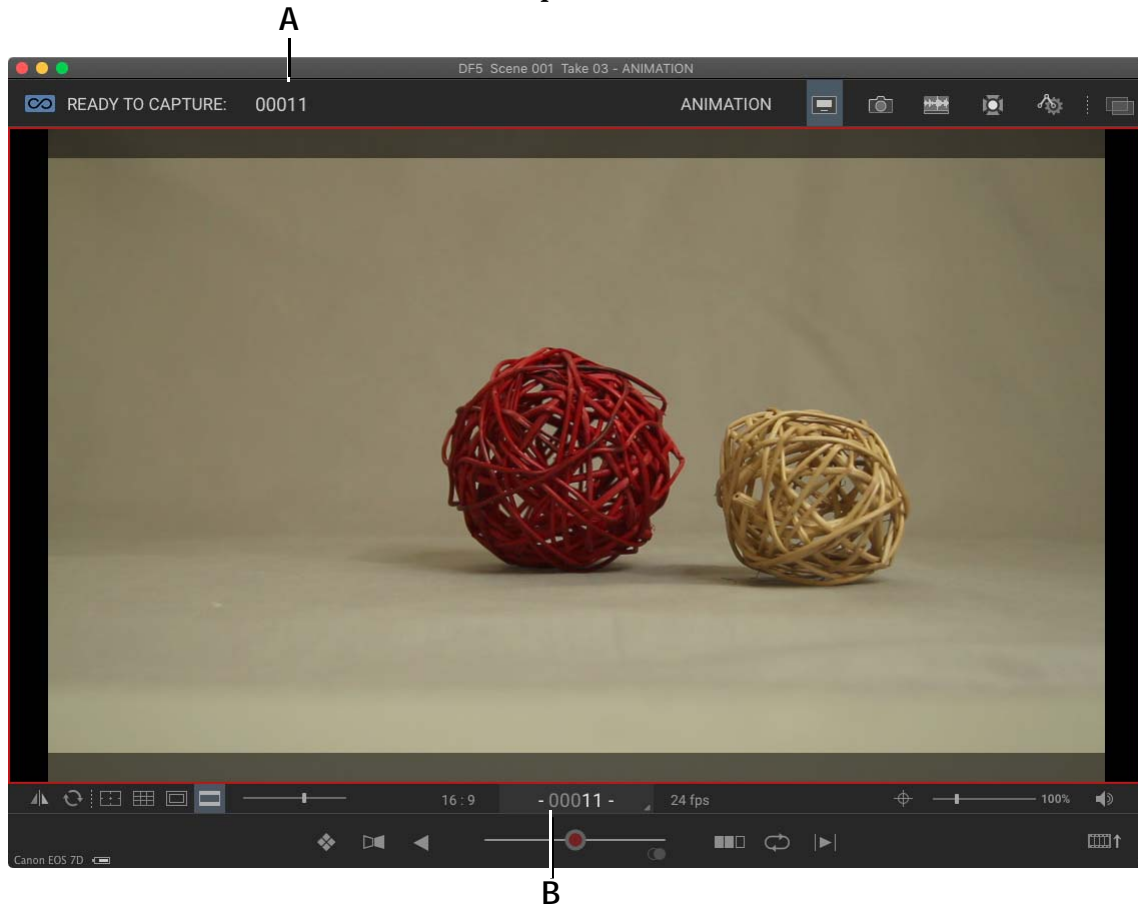 A
DF5 Scene 001 Take 03 - ANIMATION
READY TO CAPTURE: 00011 ANIMATION
16 : 9 - 00011 - 24 fps 100%
Canon EOS 7D
B